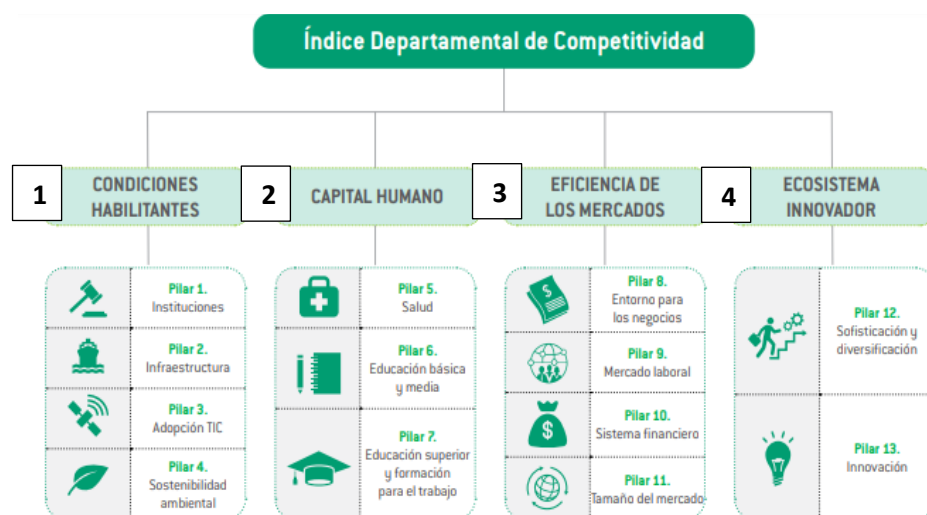 Índice Departamental de Competitividad
1
CONDICIONES
HABILITANTES
2
CAPITAL HUMANO
3
EFICIENCIA DE
LOS MERCADOS
4
ECOSISTEMA
INNOVADOR
Pilar 1.
Instituciones
Pilar 2.
Infraestructura
Pilar 3.
Adopción TIC
Pilar 4.
Sostenibilidad
ambiental
Pilar 5.
Salud
Pilar 6.
Educación básica
y media
Pilar 7.
Educación superior
y formación
para el trabajo
Pilar 8.
Entorno para
los negocios
Pilar 9.
Mercado laboral
Pilar 10.
Sistema financiero
Pilar 11.
Tamaño del mercado
Pilar 12.
Sofisticación y
diversificación
Pilar 13.
Innovación